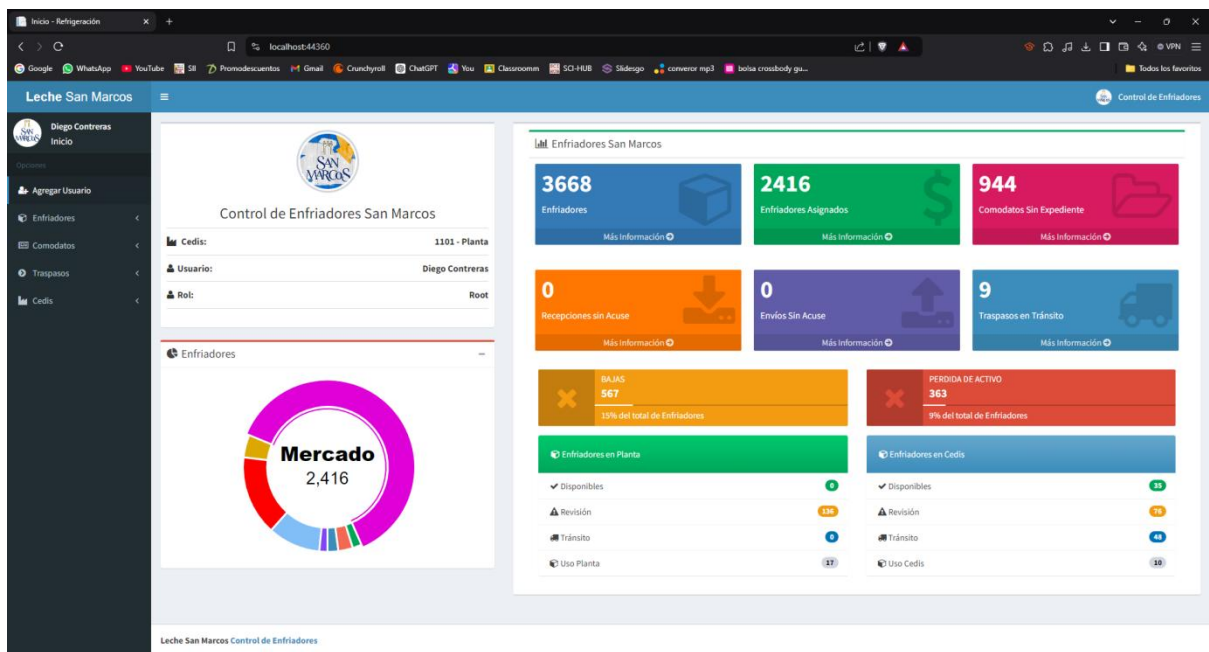 Inicio - Refrigeración
localhost:44360
VPN
Google WhatsApp YouTube SII Promodescuentos Gmail Crunchyroll ChatGPT You Classroomm SCI-HUB Slidesgo converor mp3 bolsa crossbody gu...
Todos los favoritos
Leche San Marcos
Control de Enfriadores
Diego Contreras
Inicio
Opciones
Agregar Usuario
Enfriadores
Comodatos
Traspasos
Cedis
SAN
MARCOS
Control de Enfriadores San Marcos
Cedis: 1101 - Planta
Usuario: Diego Contreras
Rol: Root
Enfriadores
Mercado
2,416
Enfriadores San Marcos
3668
Enfriadores
Más Información
2416
Enfriadores Asignados
Más Información
944
Comodatos Sin Expediente
Más Información
0
Recepciones sin Acuse
Más Información
0
Envíos Sin Acuse
Más Información
9
Traspasos en Tránsito
Más Información
BAJAS
567
15% del total de Enfriadores
PERDIDA DE ACTIVO
363
9% del total de Enfriadores
Enfriadores en Planta
Disponibles 0
Revisión 136
Tránsito 0
Uso Planta 17
Enfriadores en Cedis
Disponibles 35
Revisión 76
Tránsito 48
Uso Cedis 10
Leche San Marcos Control de Enfriadores